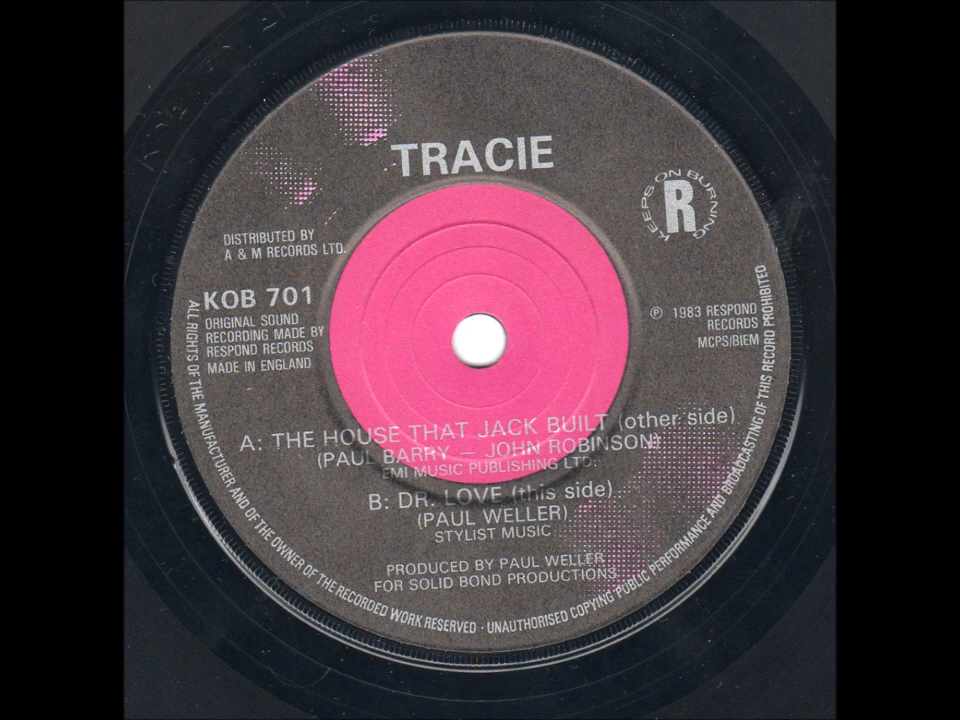 TRACIE
KEEPS ON BURNING
R
DISTRIBUTED BY
A & M RECORDS LTD.
KOB 701
ORIGINAL SOUND
RECORDING MADE BY
RESPOND RECORDS
MADE IN ENGLAND
℗ 1983 RESPOND
RECORDS
MCPS/BIEM
A: THE HOUSE THAT JACK BUILT (other side)
(PAUL BARRY – JOHN ROBINSON)
EMI MUSIC PUBLISHING LTD.
B: DR. LOVE (this side)
(PAUL WELLER)
STYLIST MUSIC
PRODUCED BY PAUL WELLER
FOR SOLID BOND PRODUCTIONS
ALL RIGHTS OF THE MANUFACTURER AND OF THE OWNER OF THE RECORDED WORK RESERVED · UNAUTHORISED COPYING PUBLIC PERFORMANCE AND BROADCASTING OF THIS RECORD PROHIBITED